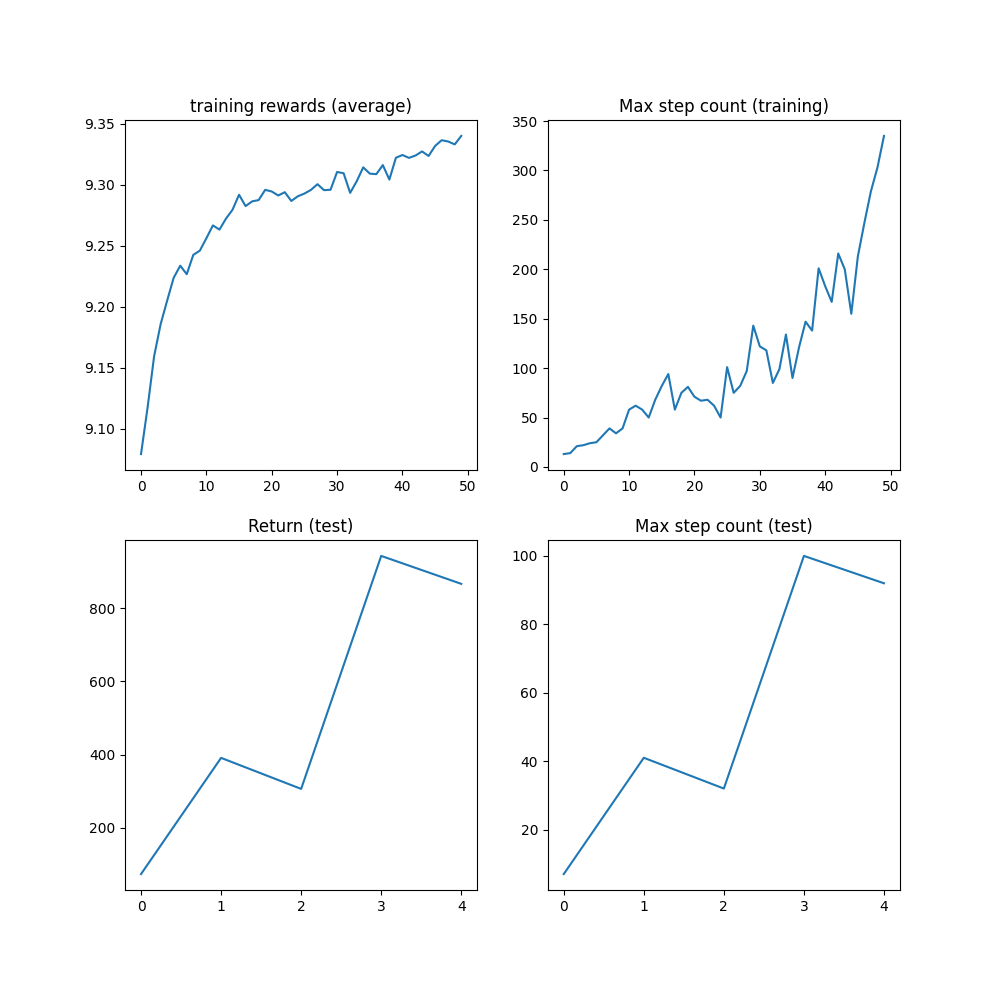 training rewards (average)
9.35
9.30
9.25
9.20
9.15
9.10
0 10 20 30 40 50
Max step count (training)
350
300
250
200
150
100
50
0
0 10 20 30 40 50
Return (test)
800
600
400
200
0 1 2 3 4
Max step count (test)
100
80
60
40
20
0 1 2 3 4